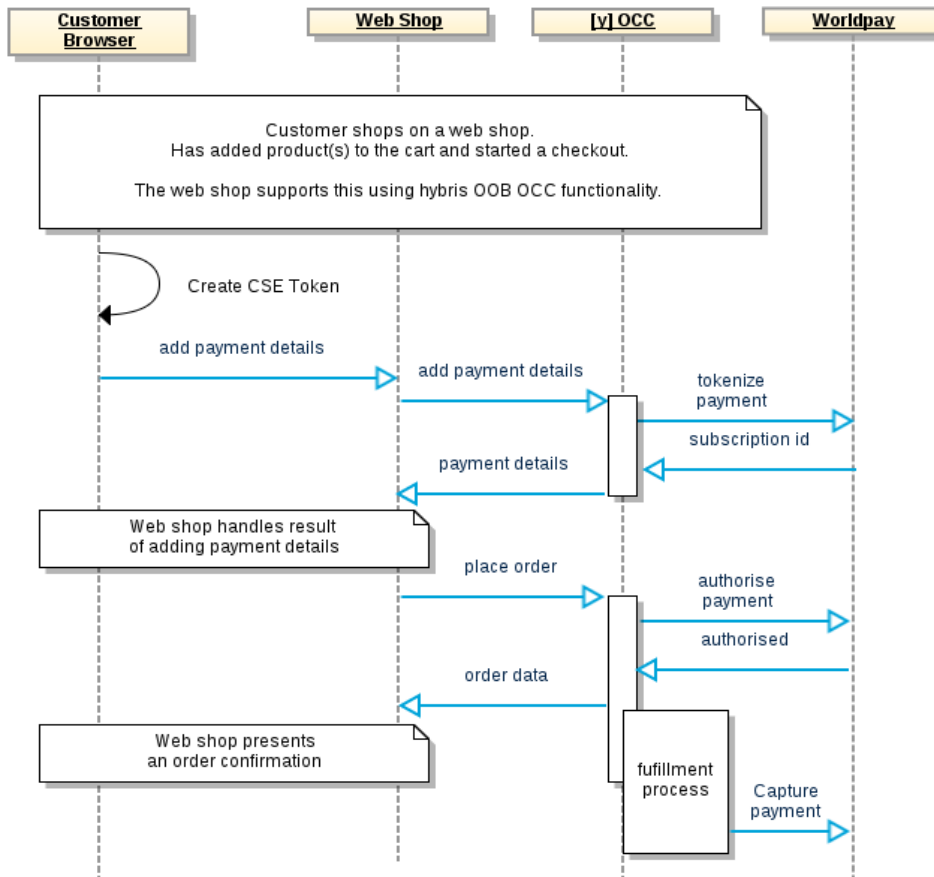 Customer
Browser
Web Shop
[y] OCC
Worldpay
Customer shops on a web shop.
Has added product(s) to the cart and started a checkout.
The web shop supports this using hybris OOB OCC functionality.
Create CSE Token
add payment details
add payment details
tokenize
payment
subscription id
payment details
Web shop handles result
of adding payment details
place order
authorise
payment
authorised
order data
Web shop presents
an order confirmation
fufillment
process
Capture
payment